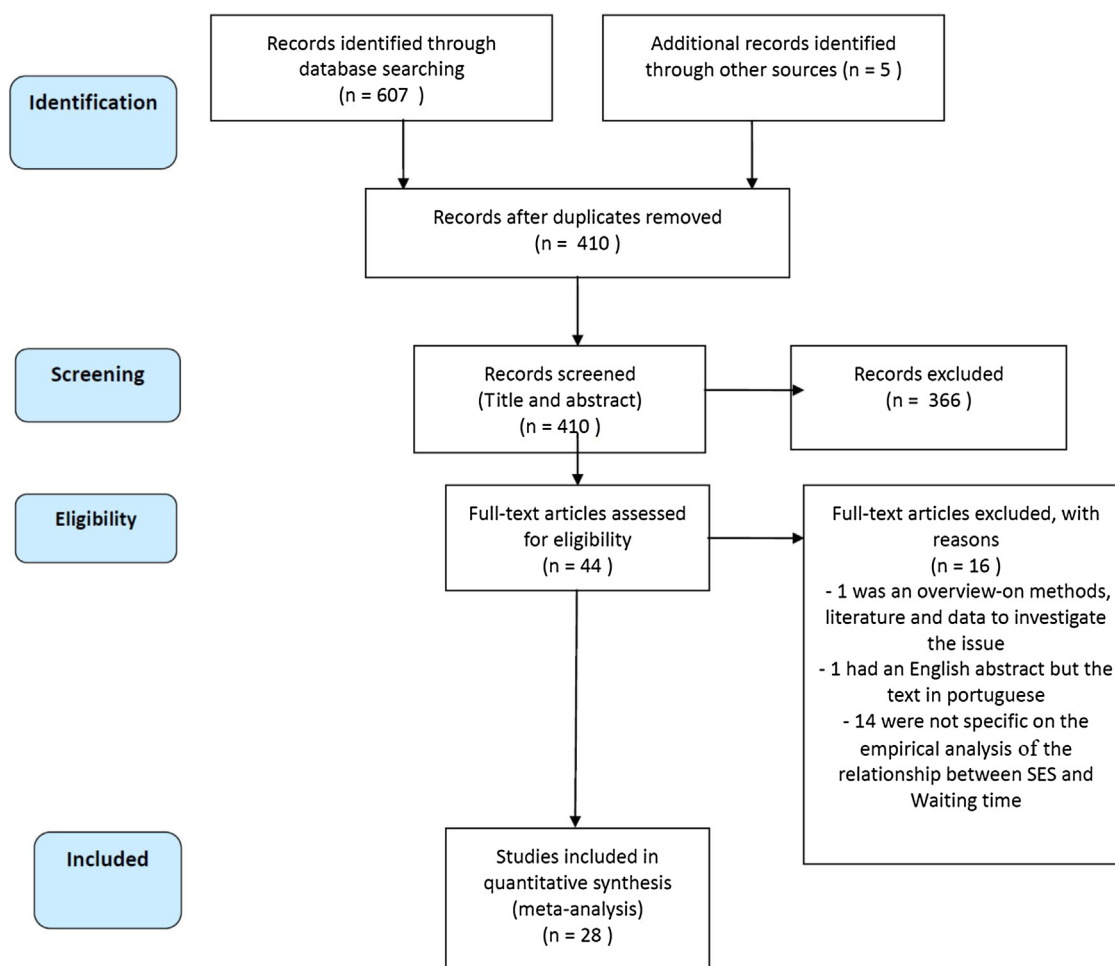 Records identified through
database searching
(n = 607 )
Additional records identified
through other sources (n = 5 )
Identification
Records after duplicates removed
(n = 410 )
Screening
Records screened
(Title and abstract)
(n = 410 )
Records excluded
(n = 366 )
Eligibility
Full-text articles assessed
for eligibility
(n = 44 )
Full-text articles excluded, with
reasons
(n = 16 )
- 1 was an overview-on methods,
literature and data to investigate
the issue
- 1 had an English abstract but the
text in portuguese
- 14 were not specific on the
empirical analysis of the
relationship between SES and
Waiting time
Included
Studies included in
quantitative synthesis
(meta-analysis)
(n = 28 )